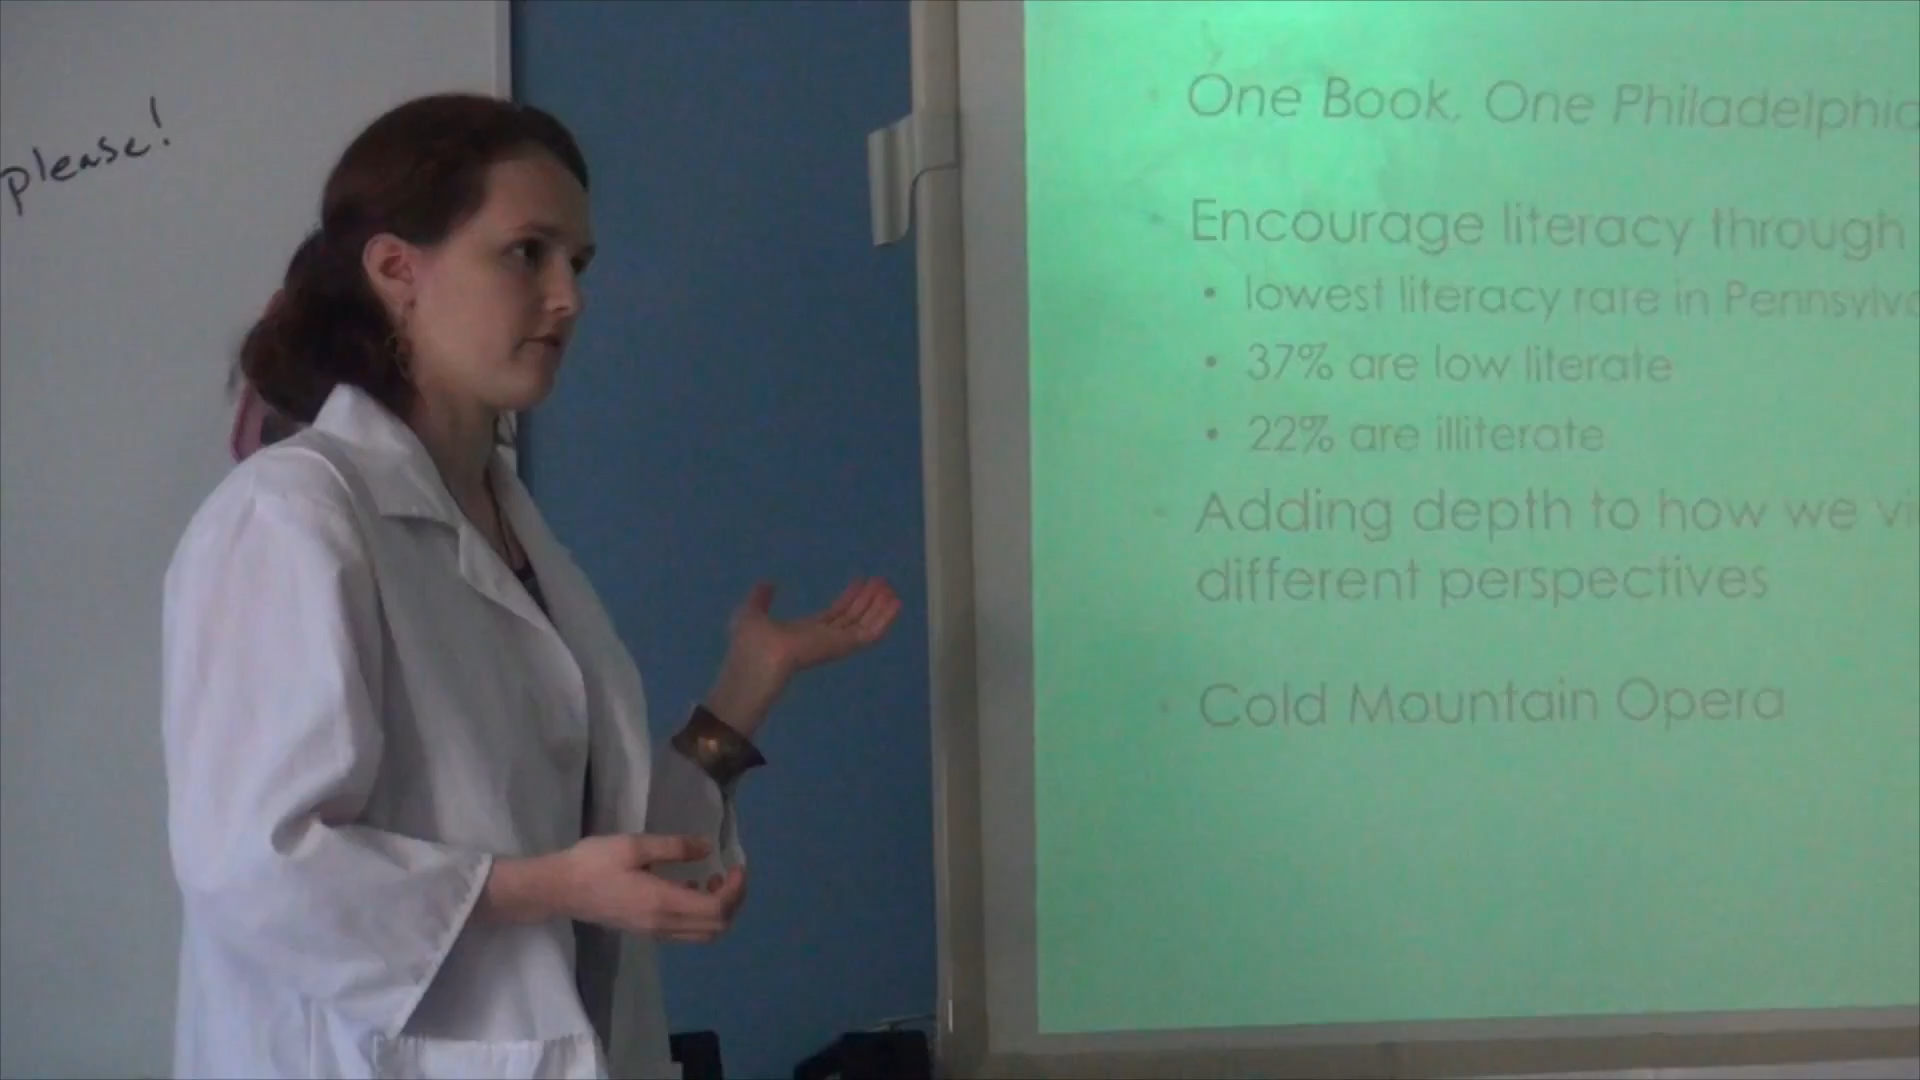 please!
One Book, One Philadelphia
Encourage literacy through
• lowest literacy rare in Pennsylva
• 37% are low literate
• 22% are illiterate
Adding depth to how we vi
different perspectives
Cold Mountain Opera